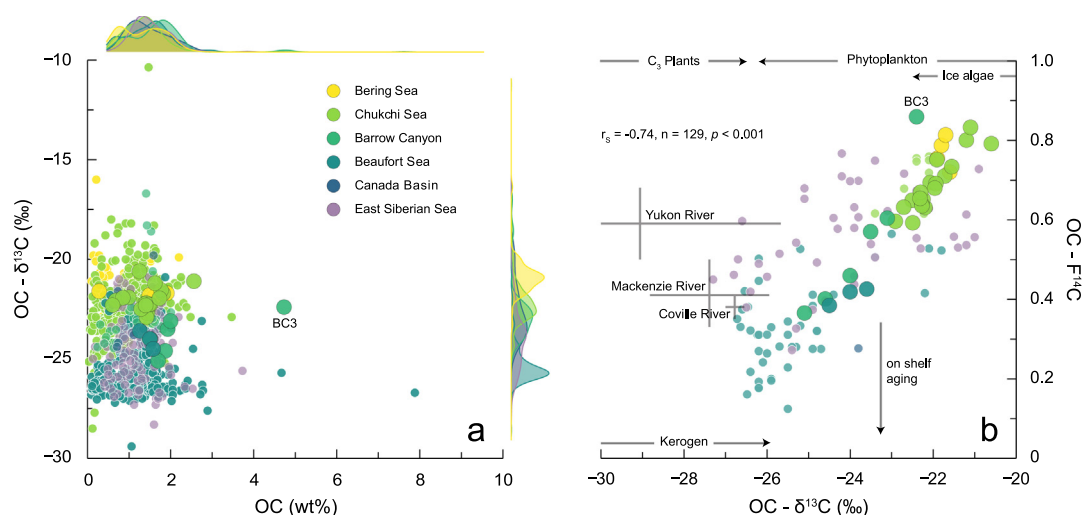 −10
−15
−20
−25
−30
OC - δ¹³C (‰)
0
2
4
6
8
10
OC (wt%)
Bering Sea
Chukchi Sea
Barrow Canyon
Beaufort Sea
Canada Basin
East Siberian Sea
BC3
a
C₃ Plants
Phytoplankton
Ice algae
BC3
rₛ = -0.74, n = 129, p < 0.001
Yukon River
Mackenzie River
Coville River
on shelf
aging
Kerogen
b
1.0
0.8
0.6
0.4
0.2
0
OC - F¹⁴C
−30
−28
−26
−24
−22
−20
OC - δ¹³C (‰)